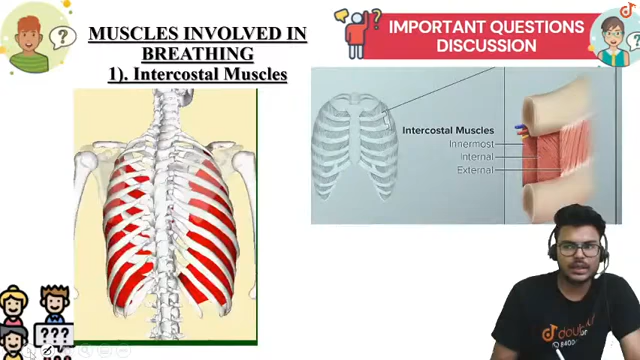 MUSCLES INVOLVED IN
BREATHING
1). Intercostal Muscles
IMPORTANT QUESTIONS
DISCUSSION
Intercostal Muscles
Innermost
Internal
External
???